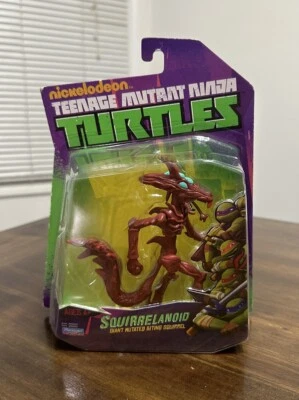 nickelodeon
TEENAGE MUTANT NINJA
TURTLES
SQUIRRELANOID
GIANT MUTATED BITING SQUIRREL